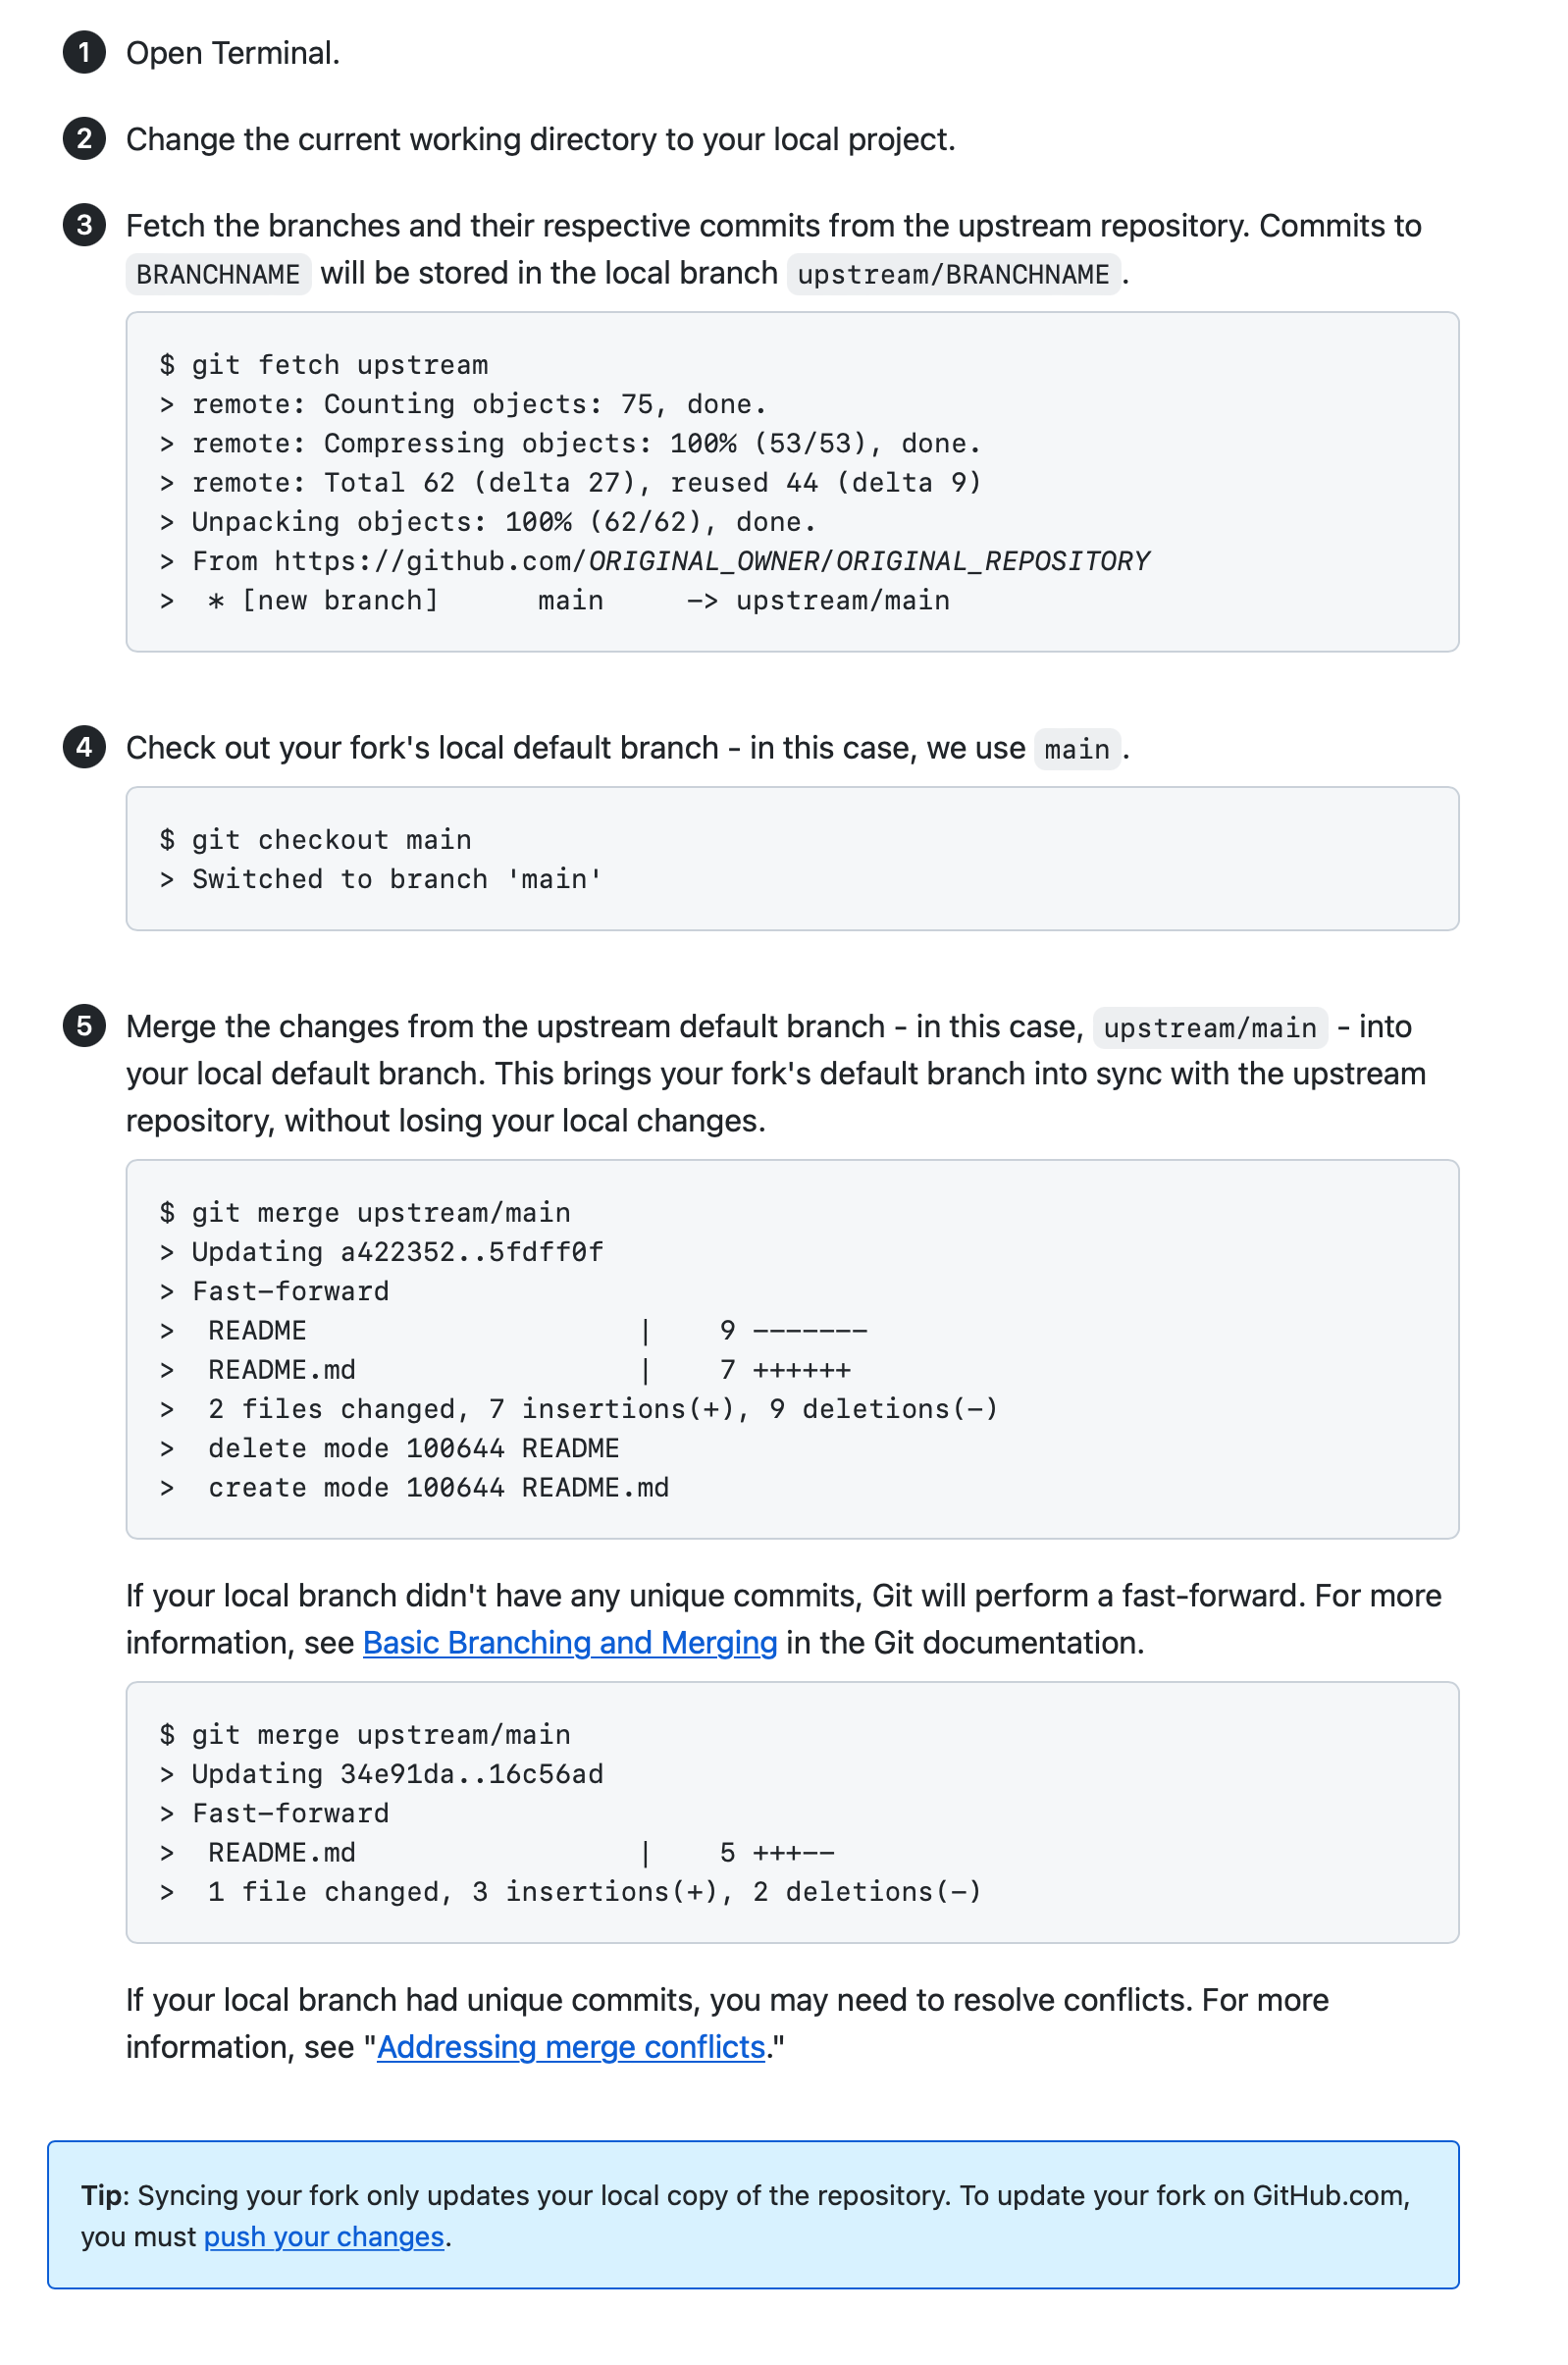 1 Open Terminal.
2 Change the current working directory to your local project.
3 Fetch the branches and their respective commits from the upstream repository. Commits to
BRANCHNAME will be stored in the local branch upstream/BRANCHNAME.
$ git fetch upstream
> remote: Counting objects: 75, done.
> remote: Compressing objects: 100% (53/53), done.
> remote: Total 62 (delta 27), reused 44 (delta 9)
> Unpacking objects: 100% (62/62), done.
> From https://github.com/ORIGINAL_OWNER/ORIGINAL_REPOSITORY
>  * [new branch]      main     -> upstream/main
4 Check out your fork's local default branch - in this case, we use main.
$ git checkout main
> Switched to branch 'main'
5 Merge the changes from the upstream default branch - in this case, upstream/main - into
your local default branch. This brings your fork's default branch into sync with the upstream
repository, without losing your local changes.
$ git merge upstream/main
> Updating a422352..5fdff0f
> Fast-forward
>  README                    |    9 -------
>  README.md                 |    7 ++++++
>  2 files changed, 7 insertions(+), 9 deletions(-)
>  delete mode 100644 README
>  create mode 100644 README.md
If your local branch didn't have any unique commits, Git will perform a fast-forward. For more
information, see Basic Branching and Merging in the Git documentation.
$ git merge upstream/main
> Updating 34e91da..16c56ad
> Fast-forward
>  README.md                 |    5 +++--
>  1 file changed, 3 insertions(+), 2 deletions(-)
If your local branch had unique commits, you may need to resolve conflicts. For more
information, see "Addressing merge conflicts."
Tip: Syncing your fork only updates your local copy of the repository. To update your fork on GitHub.com,
you must push your changes.